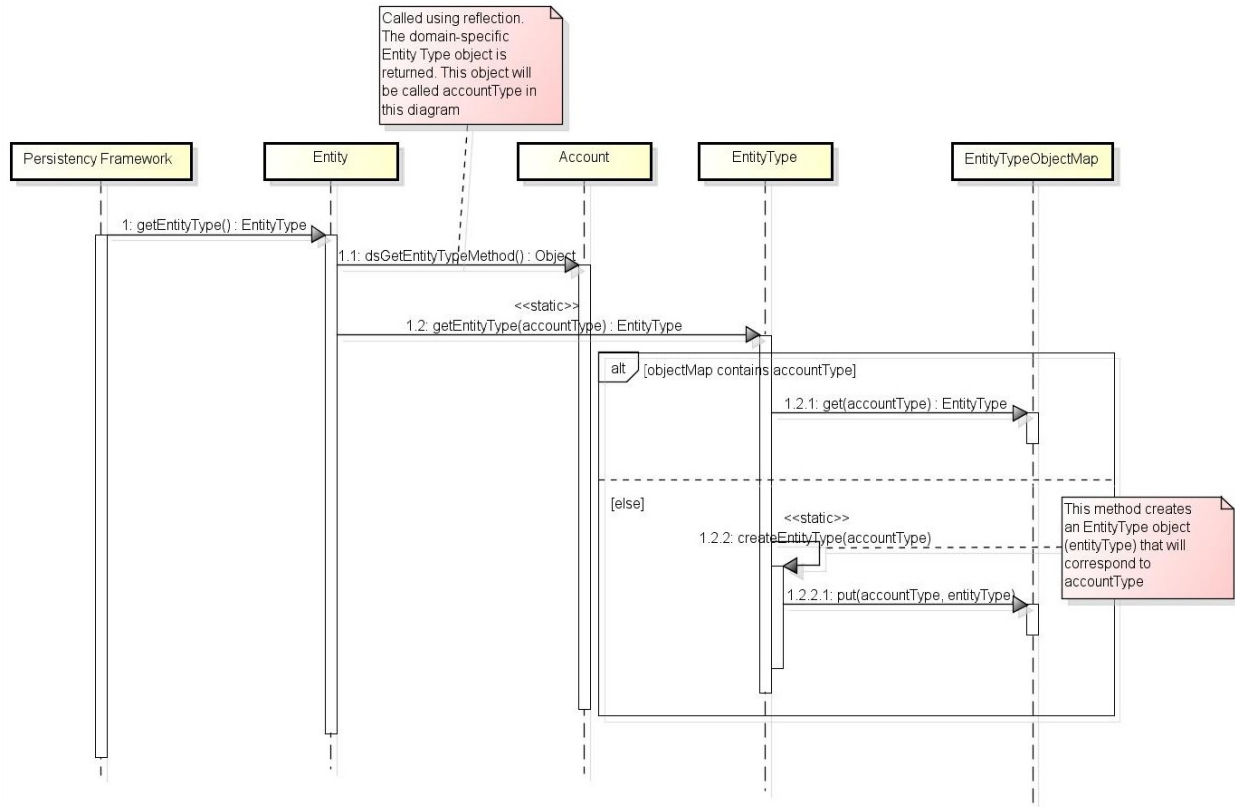 Called using reflection.
The domain-specific
Entity Type object is
returned. This object will
be called accountType in
this diagram
Persistency Framework
Entity
Account
EntityType
EntityTypeObjectMap
1: getEntityType() : EntityType
1.1: dsGetEntityTypeMethod() : Object
<<static>>
1.2: getEntityType(accountType) : EntityType
alt
[objectMap contains accountType]
1.2.1: get(accountType) : EntityType
[else]
<<static>>
1.2.2: createEntityType(accountType)
This method creates
an EntityType object
(entityType) that will
correspond to
accountType
1.2.2.1: put(accountType, entityType)